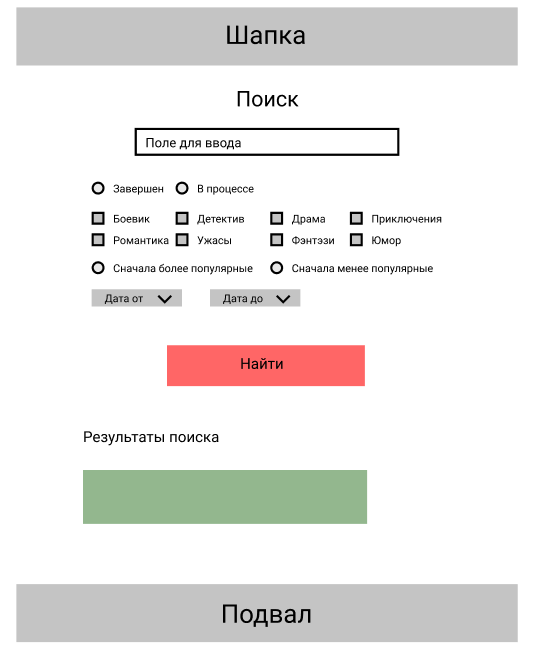 Шапка
Поиск
Поле для ввода
Завершен В процессе
Боевик Детектив Драма Приключения
Романтика Ужасы Фэнтэзи Юмор
Сначала более популярные Сначала менее популярные
Дата от Дата до
Найти
Результаты поиска
Подвал